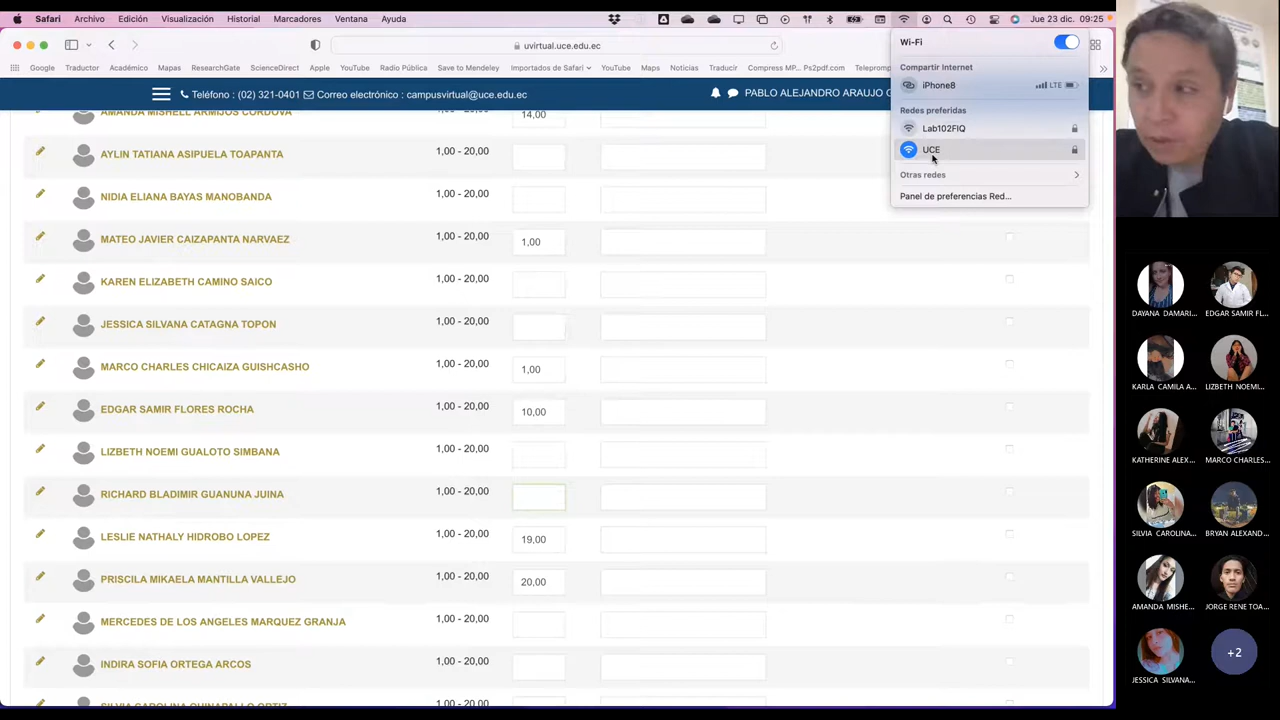 Safari Archivo Edición Visualización Historial Marcadores Ventana Ayuda Jue 23 dic. 09:25
uvirtual.uce.edu.ec
Google Traductor Académico Mapas ResearchGate ScienceDirect Apple YouTube Radio Pública Save to Mendeley Importados de Safari YouTube Maps Noticias Traducir Compress MP... Ps2pdf.com Teleprom
Teléfono : (02) 321-0401 Correo electrónico : campusvirtual@uce.edu.ec PABLO ALEJANDRO ARAUJO G
Wi-Fi
Compartir Internet
iPhone8 LTE
Redes preferidas
Lab102FIQ
UCE
Otras redes
Panel de preferencias Red...
AMANDA MISHELL ARMIJOS CORDOVA 14,00
AYLIN TATIANA ASIPUELA TOAPANTA 1,00 - 20,00
NIDIA ELIANA BAYAS MANOBANDA 1,00 - 20,00
MATEO JAVIER CAIZAPANTA NARVAEZ 1,00 - 20,00 1,00
KAREN ELIZABETH CAMINO SAICO 1,00 - 20,00
JESSICA SILVANA CATAGNA TOPON 1,00 - 20,00
MARCO CHARLES CHICAIZA GUISHCASHO 1,00 - 20,00 1,00
EDGAR SAMIR FLORES ROCHA 1,00 - 20,00 10,00
LIZBETH NOEMI GUALOTO SIMBANA 1,00 - 20,00
RICHARD BLADIMIR GUANUNA JUINA 1,00 - 20,00
LESLIE NATHALY HIDROBO LOPEZ 1,00 - 20,00 19,00
PRISCILA MIKAELA MANTILLA VALLEJO 1,00 - 20,00 20,00
MERCEDES DE LOS ANGELES MARQUEZ GRANJA 1,00 - 20,00
INDIRA SOFIA ORTEGA ARCOS 1,00 - 20,00
DAYANA DAMARI... EDGAR SAMIR FL...
KARLA CAMILA A... LIZBETH NOEMI...
KATHERINE ALEX... MARCO CHARLES...
SILVIA CAROLINA... BRYAN ALEXAND...
AMANDA MISHE... JORGE RENE TOA...
JESSICA SILVANA... +2